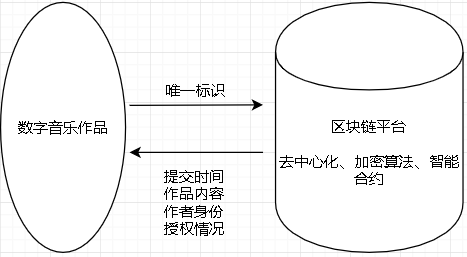 数字音乐作品
唯一标识
提交时间
作品内容
作者身份
授权情况
区块链平台
去中心化、加密算法、智能
合约